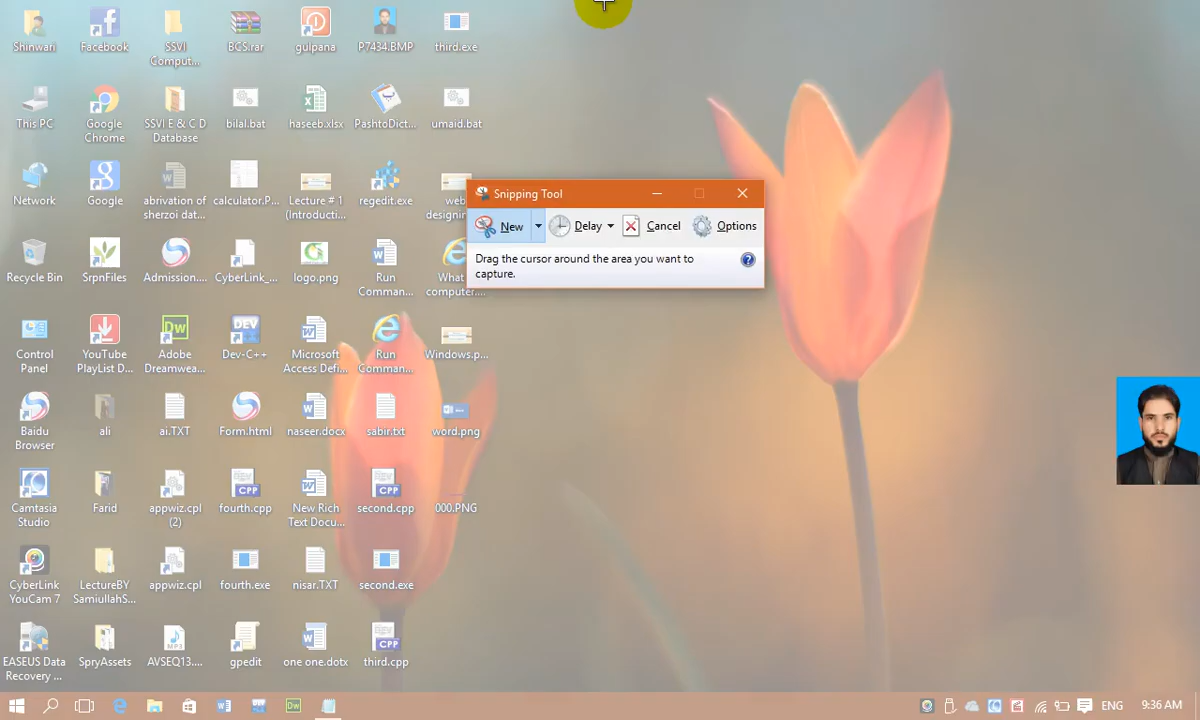 Shinwari
Facebook
SSVI
Comput...
BCS.rar
gulpana
P7434.BMP
third.exe
This PC
Google
Chrome
SSVI E & C D
Database
bilal.bat
haseeb.xlsx
PashtoDict...
umaid.bat
Network
Google
abrivation of
sherzoi dat...
calculator.P...
Lecture # 1
(Introducti...
regedit.exe
web
designin
Recycle Bin
SrpnFiles
Admission....
CyberLink_...
logo.png
Run
Comman...
What
computer....
Control
Panel
YouTube
PlayList D...
Adobe
Dreamwea...
Dev-C++
Microsoft
Access Defi...
Run
Comman...
Windows.p...
Baidu
Browser
ali
ai.TXT
Form.html
naseer.docx
sabir.txt
word.png
Camtasia
Studio
Farid
appwiz.cpl
(2)
fourth.cpp
New Rich
Text Docu...
second.cpp
000.PNG
CyberLink
YouCam 7
LectureBY
SamiullahS...
appwiz.cpl
fourth.exe
nisar.TXT
second.exe
EASEUS Data
Recovery ...
SpryAssets
AVSEQ13....
gpedit
one one.dotx
third.cpp
Snipping Tool
New
Delay
Cancel
Options
Drag the cursor around the area you want to
capture.
ENG
9:36 AM